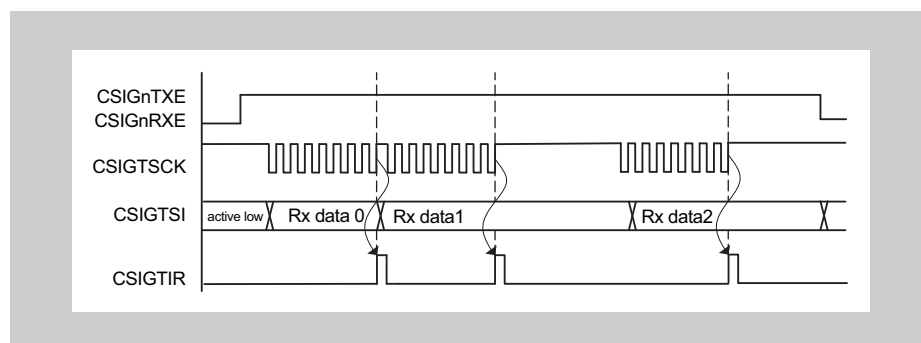 CSIGnTXE
CSIGnRXE
CSIGTSCK
CSIGTSI
active low
Rx data 0
Rx data1
Rx data2
CSIGTIR